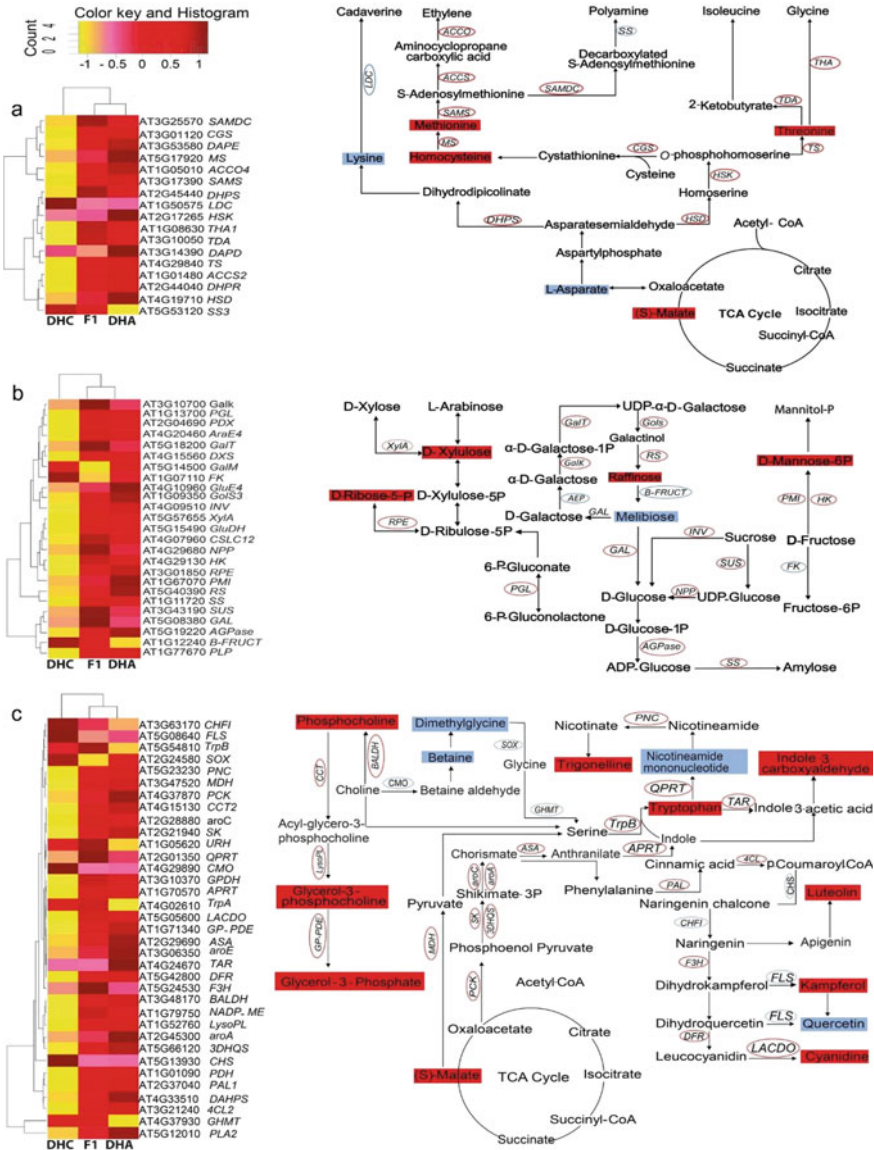 Color key and Histogram
Count
0 2 4
-1 -0.5 0 0.5 1
a
AT3G25570 SAMDC
AT3G01120 CGS
AT3G53580 DAPE
AT5G17920 MS
AT1G05010 ACCO4
AT3G17390 SAMS
AT2G45440 DHPS
AT1G50575 LDC
AT2G17265 HSK
AT1G08630 THA1
AT3G10050 TDA
AT3G14390 DAPD
AT4G29840 TS
AT1G01480 ACCS2
AT2G44040 DHPR
AT4G19710 HSD
AT5G53120 SS3
DHC F1 DHA
Cadaverine
Ethylene
Polyamine
Isoleucine
Glycine
ACCO
SS
Aminocyclopropane
carboxylic acid
Decarboxylated
S-Adenosylmethionine
LDC
THA
ACCS
S-Adenosylmethionine
SAMDC
2-Ketobutyrate
TDA
SAMS
Methionine
Threonine
MS
TS
Lysine
Homocysteine
Cystathionine
CGS
O-phosphohomoserine
Cysteine
HSK
Dihydrodipicolinate
Homoserine
DHPS
Asparatesemialdehyde
HSD
Acetyl- CoA
Aspartylphosphate
Citrate
L-Asparate
Oxaloacetate
Isocitrate
(S)-Malate
TCA Cycle
Succinyl-CoA
Succinate
b
AT3G10700 Galk
AT1G13700 PGL
AT2G04690 PDX
AT4G20460 AraE4
AT5G18200 GalT
AT4G15560 DXS
AT5G14500 GalM
AT1G07110 FK
AT4G10960 GluE4
AT1G09350 GolS3
AT4G09510 INV
AT5G57655 XylA
AT5G15490 GluDH
AT4G07960 CSLC12
AT4G29680 NPP
AT4G29130 HK
AT3G01850 RPE
AT1G67070 PMI
AT5G40390 RS
AT1G11720 SS
AT3G43190 SUS
AT5G08380 GAL
AT5G19220 AGPase
AT1G12240 B-FRUCT
AT1G77670 PLP
DHC F1 DHA
D-Xylose
L-Arabinose
UDP-α-D-Galactose
Mannitol-P
GalT
Gols
XylA
α-D-Galactose-1P
Galactinol
D- Xylulose
Golk
RS
D-Mannose-6P
α-D-Galactose
Raffinose
D-Ribose-5-P
D-Xylulose-5P
AEP
B-FRUCT
PMI
HK
D-Galactose
GAL
Melibiose
RPE
D-Ribulose-5P
INV
Sucrose
D-Fructose
GAL
SUS
FK
6-P-Gluconate
NPP
PGL
D-Glucose
UDP-Glucose
Fructose-6P
6-P-Gluconolactone
D-Glucose-1P
AGPase
ADP-Glucose
SS
Amylose
c
AT3G63170 CHFI
AT5G08640 FLS
AT5G54810 TrpB
AT2G24580 SOX
AT5G23230 PNC
AT3G47520 MDH
AT4G37870 PCK
AT4G15130 CCT2
AT2G28880 aroC
AT2G21940 SK
AT1G05620 URH
AT2G01350 QPRT
AT4G29890 CMO
AT3G10370 GPDH
AT1G70570 APRT
AT4G02610 TrpA
AT5G05600 LACDO
AT1G71340 GP-PDE
AT2G29690 ASA
AT3G06350 aroE
AT4G24670 TAR
AT5G42800 DFR
AT5G24530 F3H
AT3G48170 BALDH
AT1G79750 NADP-ME
AT1G52760 LysoPL
AT2G45300 aroA
AT5G66120 3DHQS
AT5G13930 CHS
AT1G01090 PDH
AT2G37040 PAL1
AT4G33510 DAHPS
AT3G21240 4CL2
AT4G37930 GHMT
AT5G12010 PLA2
DHC F1 DHA
Phosphocholine
Dimethylglycine
Nicotinate
PNC
Nicotineamide
SOX
CCT
BALDH
Betaine
Glycine
Trigonelline
Nicotineamide
mononucleotide
Indole-3-
carboxyaldehyde
CMO
Choline
Betaine aldehyde
QPRT
GHMT
Tryptophan
TAR
Acyl-glycero-3-
phosphocholine
Serine
TrpB
Indole 3-acetic acid
Indole
LysoPL
Chorismate
ASA
Anthranilate
APRT
Cinnamic acid
4CL
p.Coumaroyl.CoA
aroC
aroA
Glycerol-3-
phosphocholine
Pyruvate
Shikimate-3P
Phenylalanine
PAL
CHS
Naringenin chalcone
Luteolin
SK
3DHQS
CHFI
GP-PDE
MDH
Phosphoenol Pyruvate
Naringenin
Apigenin
Glycerol-3-Phosphate
F3H
PCK
Acetyl-CoA
Dihydrokampferol
FLS
Kampferol
Oxaloacetate
Citrate
Dihydroquercetin
FLS
Quercetin
DFR
(S)-Malate
TCA Cycle
Isocitrate
Leucocyanidin
LACDO
Cyanidine
Succinyl-CoA
Succinate